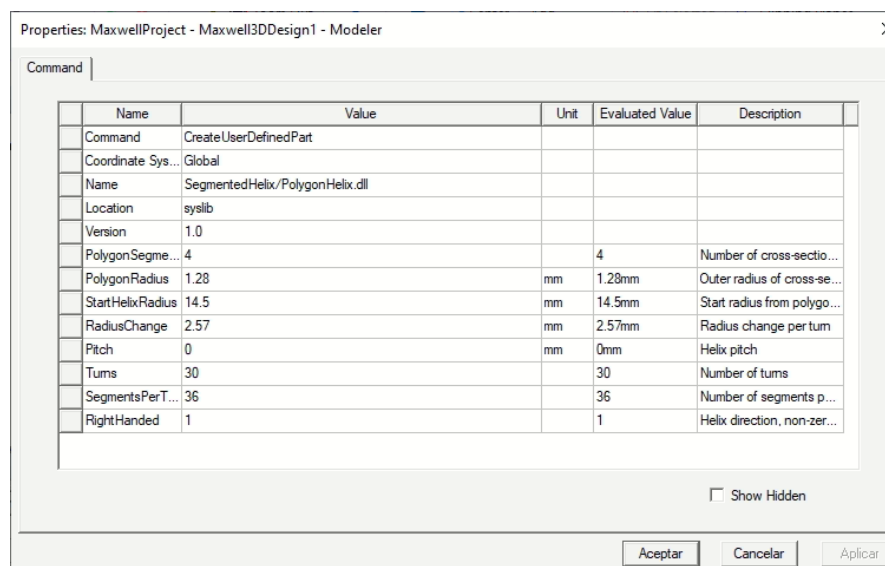 Properties: MaxwellProject - Maxwell3DDesign1 - Modeler
Command
Name Value Unit Evaluated Value Description
Command CreateUserDefinedPart
Coordinate Sys... Global
Name SegmentedHelix/PolygonHelix.dll
Location syslib
Version 1.0
PolygonSegme... 4 4 Number of cross-sectio...
PolygonRadius 1.28 mm 1.28mm Outer radius of cross-se...
StartHelixRadius 14.5 mm 14.5mm Start radius from polygo...
RadiusChange 2.57 mm 2.57mm Radius change per turn
Pitch 0 mm 0mm Helix pitch
Turns 30 30 Number of turns
SegmentsPerT... 36 36 Number of segments p...
RightHanded 1 1 Helix direction, non-zer...
Show Hidden
Aceptar Cancelar Aplicar